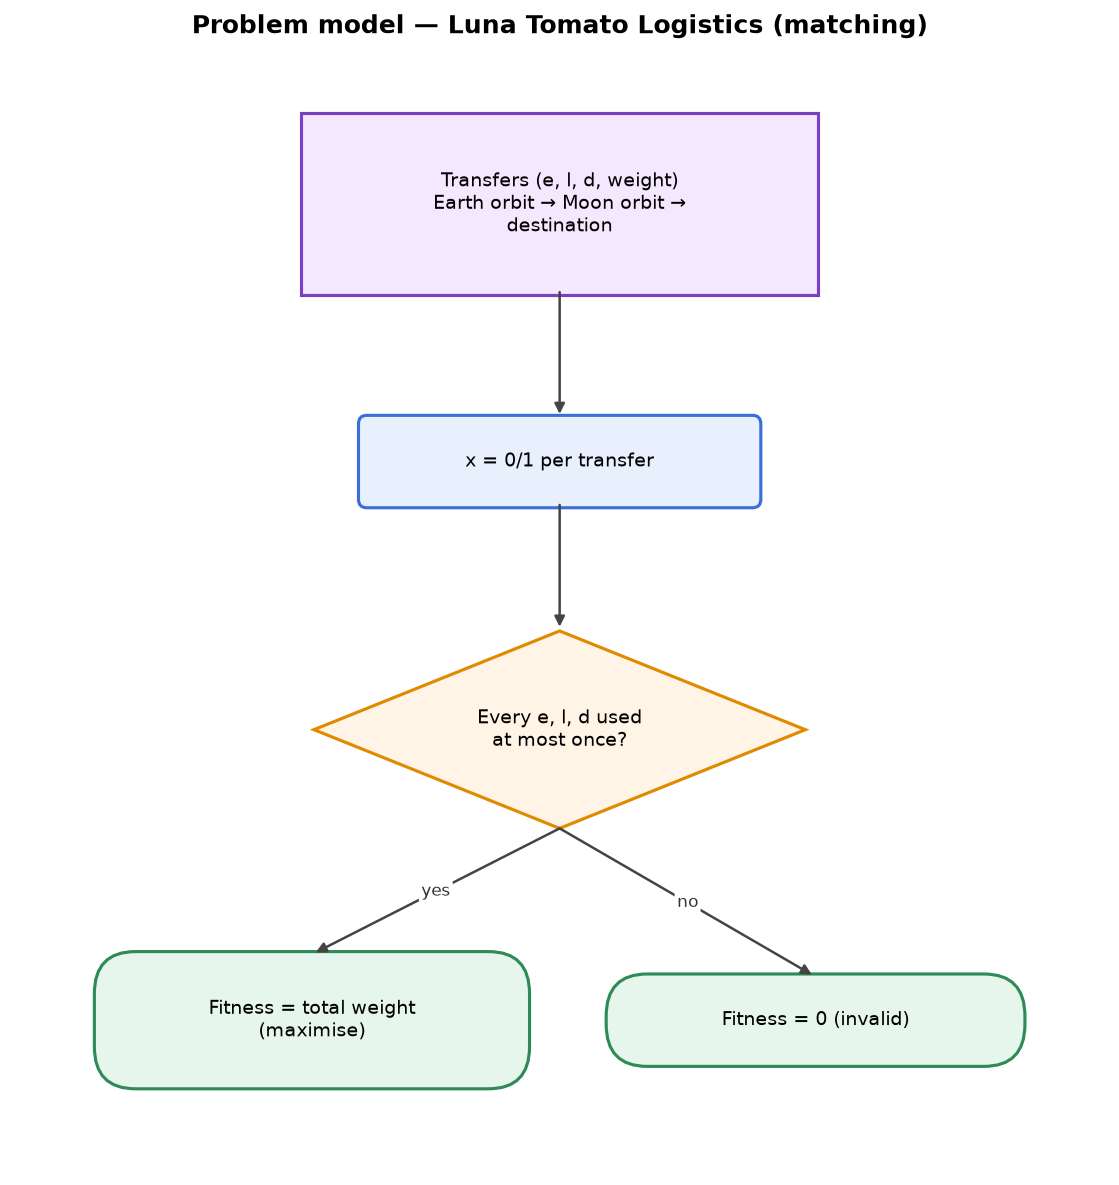 Problem model — Luna Tomato Logistics (matching)
Transfers (e, l, d, weight)
Earth orbit → Moon orbit →
destination
x = 0/1 per transfer
Every e, l, d used
at most once?
yes
no
Fitness = total weight
(maximise)
Fitness = 0 (invalid)